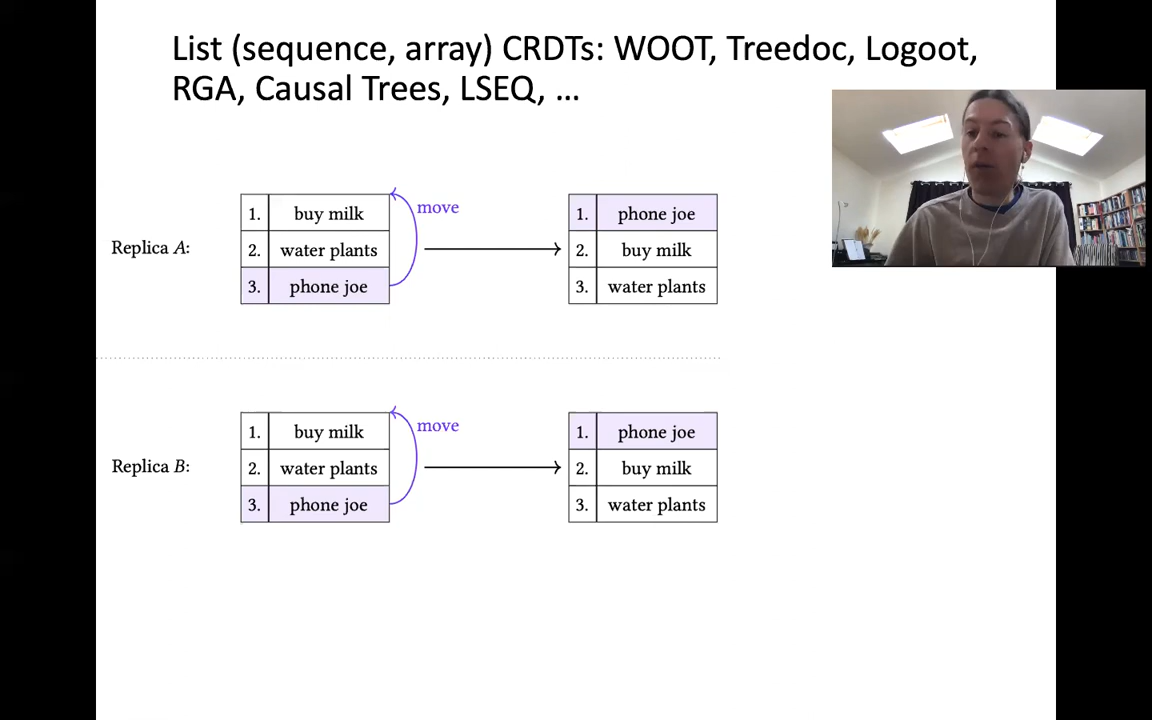 List (sequence, array) CRDTs: WOOT, Treedoc, Logoot,
RGA, Causal Trees, LSEQ, ...
Replica A:
1. buy milk
2. water plants
3. phone joe
move
1. phone joe
2. buy milk
3. water plants
Replica B:
1. buy milk
2. water plants
3. phone joe
move
1. phone joe
2. buy milk
3. water plants